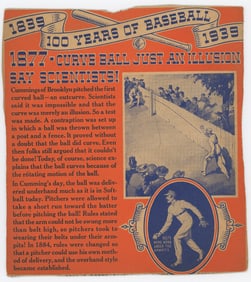 1839
100 YEARS OF BASEBALL
1939
1877-CURVE BALL JUST AN ILLUSION
SAY SCIENTISTS!
Cummings of Brooklyn pitched the first
curved ball—an outcurve. Scientists
said it was impossible and that the
curve was merely an illusion. So a test
was made. A contraption was set up
in which a ball was thrown between
a post and a fence. It proved without
a doubt that the ball did curve. Even
then folks still argued that it couldn't
be done! Today, of course, science ex-
plains that the ball curves because of
the rotating motion of the ball.
In Cumming's day, the ball was deliv-
ered underhand much as it is in Soft-
ball today. Pitchers were allowed to
take a short run toward the batter
before pitching the ball! Rules stated
that the arm could not be swung more
than belt high, so pitchers took to
wearing their belts under their arm-
pits! In 1884, rules were changed so
that a pitcher could use his own meth-
od of delivery, and the overhand style
became established.
BELTS
WERE WORN
UNDER THE
ARMPITS